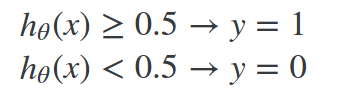 hθ(x) ≥ 0.5 → y = 1
hθ(x) < 0.5 → y = 0